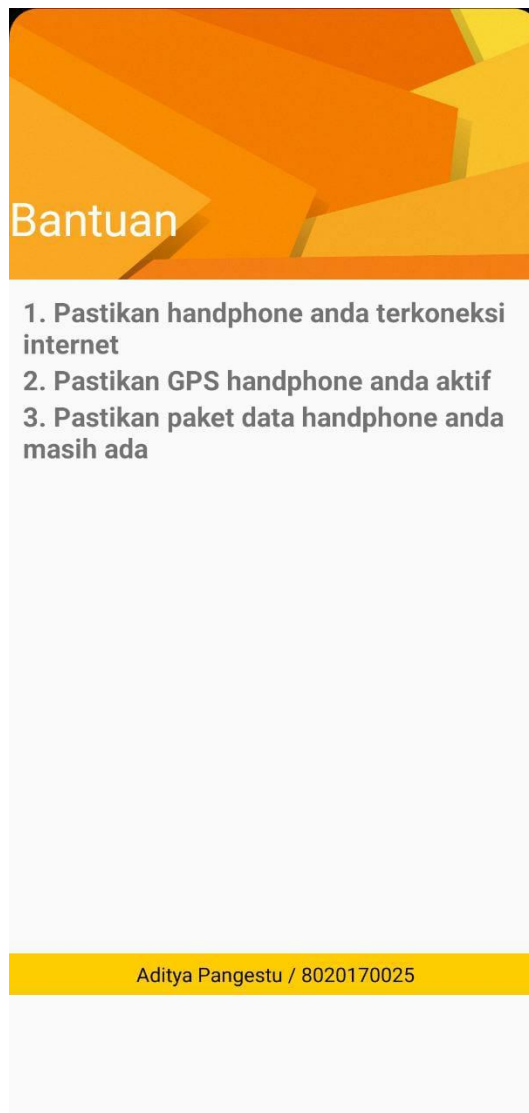 Bantuan
1. Pastikan handphone anda terkoneksi
internet
2. Pastikan GPS handphone anda aktif
3. Pastikan paket data handphone anda
masih ada
Aditya Pangestu / 8020170025